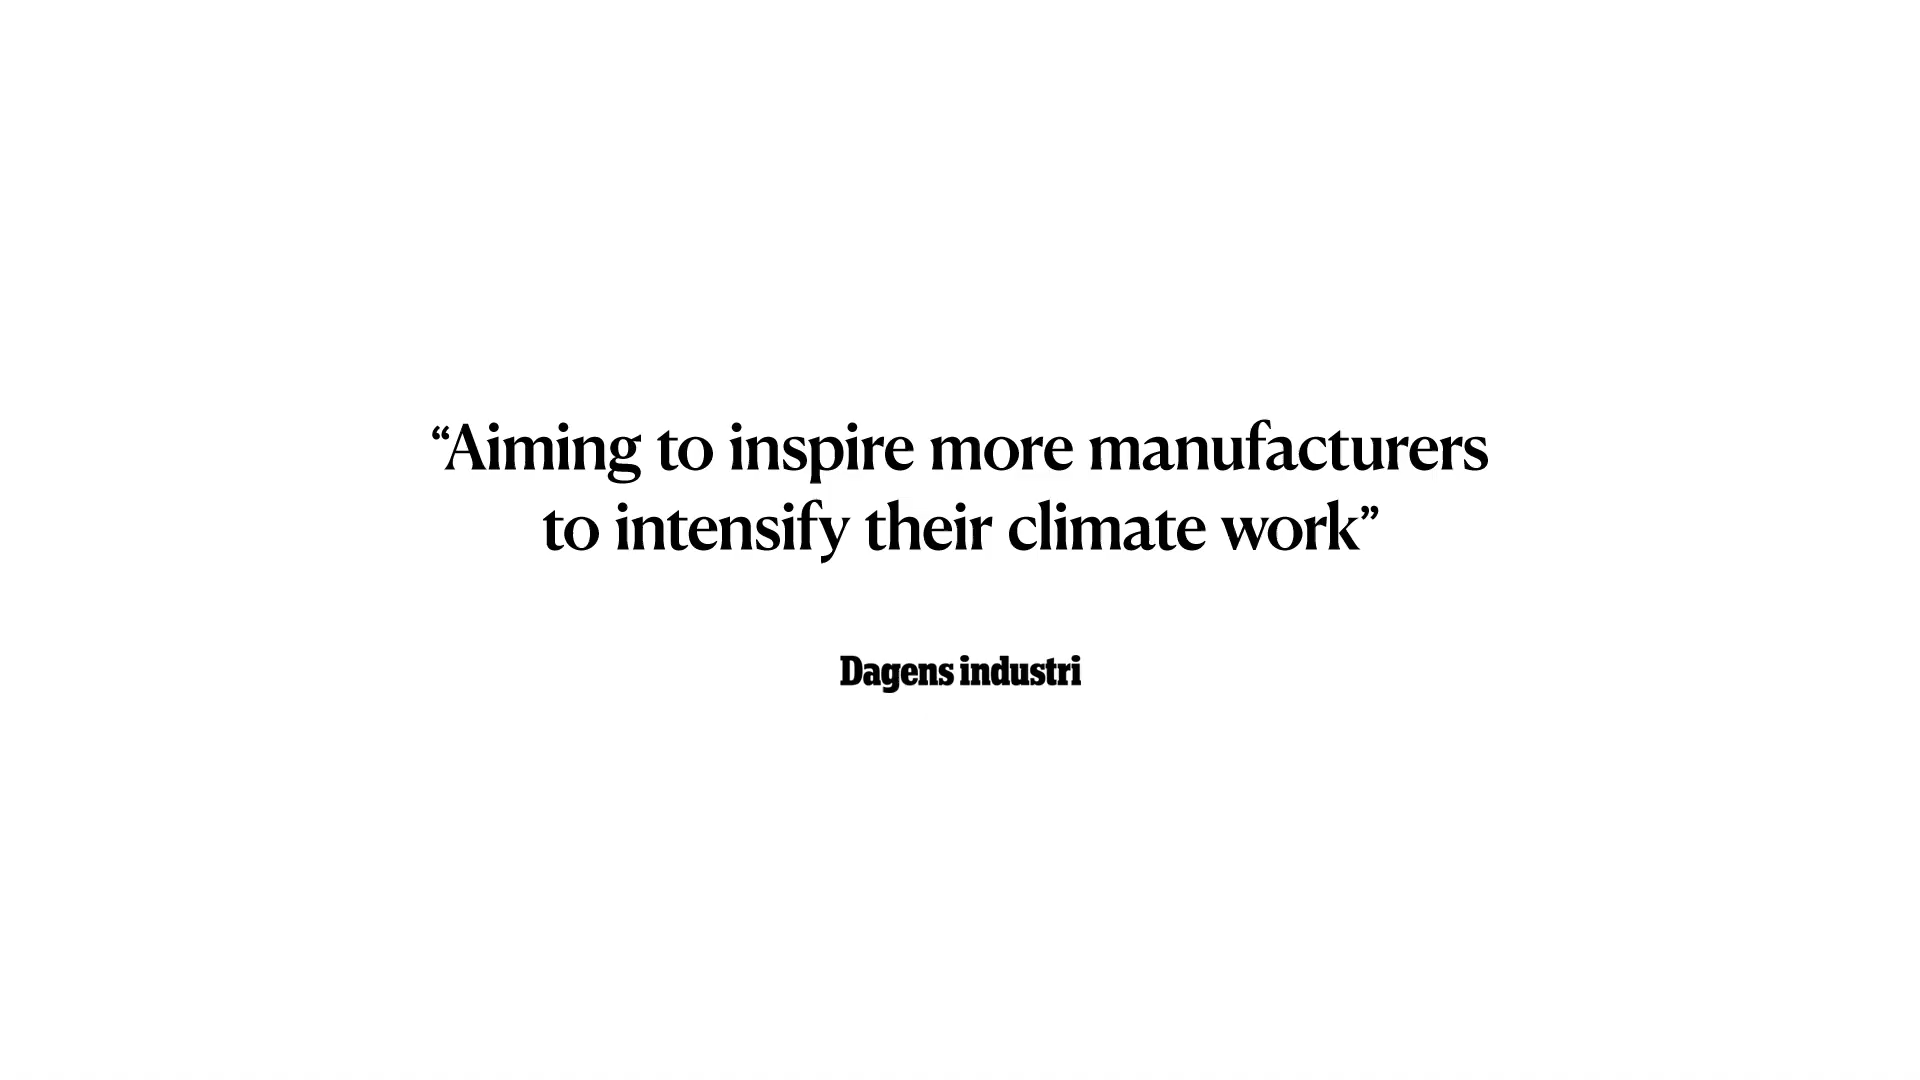 “Aiming to inspire more manufacturers
to intensify their climate work”
Dagens industri